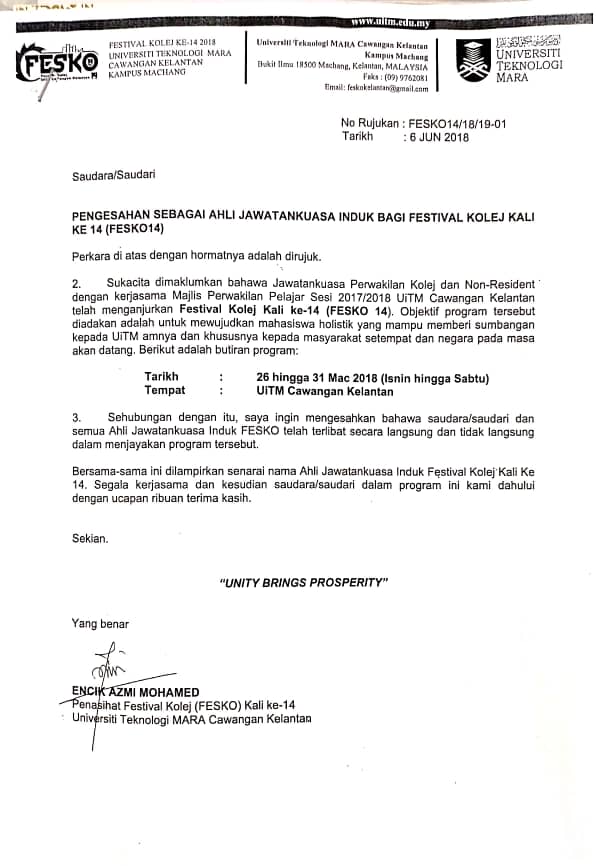 www.uitm.edu.my
FESKO
FESTIVAL KOLEJ KE-14 2018
UNIVERSITI TEKNOLOGI MARA
CAWANGAN KELANTAN
KAMPUS MACHANG
Universiti Teknologi MARA Cawangan Kelantan
Kampus Machang
Bukit Ilmu 18500 Machang, Kelantan, MALAYSIA
Faks : (09) 9762081
Email : feskokelantan@gmail.com
UNIVERSITI
TEKNOLOGI
MARA
No Rujukan : FESKO14/18/19-01
Tarikh : 6 JUN 2018
Saudara/Saudari
PENGESAHAN SEBAGAI AHLI JAWATANKUASA INDUK BAGI FESTIVAL KOLEJ KALI
KE 14 (FESKO14)
Perkara di atas dengan hormatnya adalah dirujuk.
2. Sukacita dimaklumkan bahawa Jawatankuasa Perwakilan Kolej dan Non-Resident
dengan kerjasama Majlis Perwakilan Pelajar Sesi 2017/2018 UiTM Cawangan Kelantan
telah menganjurkan Festival Kolej Kali ke-14 (FESKO 14). Objektif program tersebut
diadakan adalah untuk mewujudkan mahasiswa holistik yang mampu memberi sumbangan
kepada UiTM amnya dan khususnya kepada masyarakat setempat dan negara pada masa
akan datang. Berikut adalah butiran program:
Tarikh : 26 hingga 31 Mac 2018 (Isnin hingga Sabtu)
Tempat : UiTM Cawangan Kelantan
3. Sehubungan dengan itu, saya ingin mengesahkan bahawa saudara/saudari dan
semua Ahli Jawatankuasa Induk FESKO telah terlibat secara langsung dan tidak langsung
dalam menjayakan program tersebut.
Bersama-sama ini dilampirkan senarai nama Ahli Jawatankuasa Induk Festival Kolej Kali Ke
14. Segala kerjasama dan kesudian saudara/saudari dalam program ini kami dahului
dengan ucapan ribuan terima kasih.
Sekian.
"UNITY BRINGS PROSPERITY"
Yang benar
ENCIK AZMI MOHAMED
Penasihat Festival Kolej (FESKO) Kali ke-14
Universiti Teknologi MARA Cawangan Kelantan